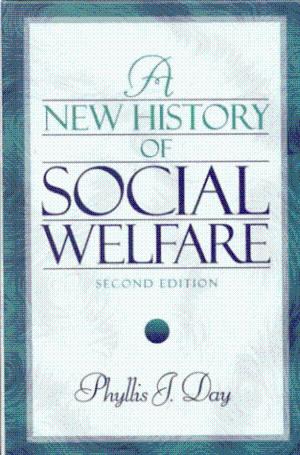 A
NEW HISTORY
OF
SOCIAL
WELFARE
SECOND EDITION
Phyllis J. Day